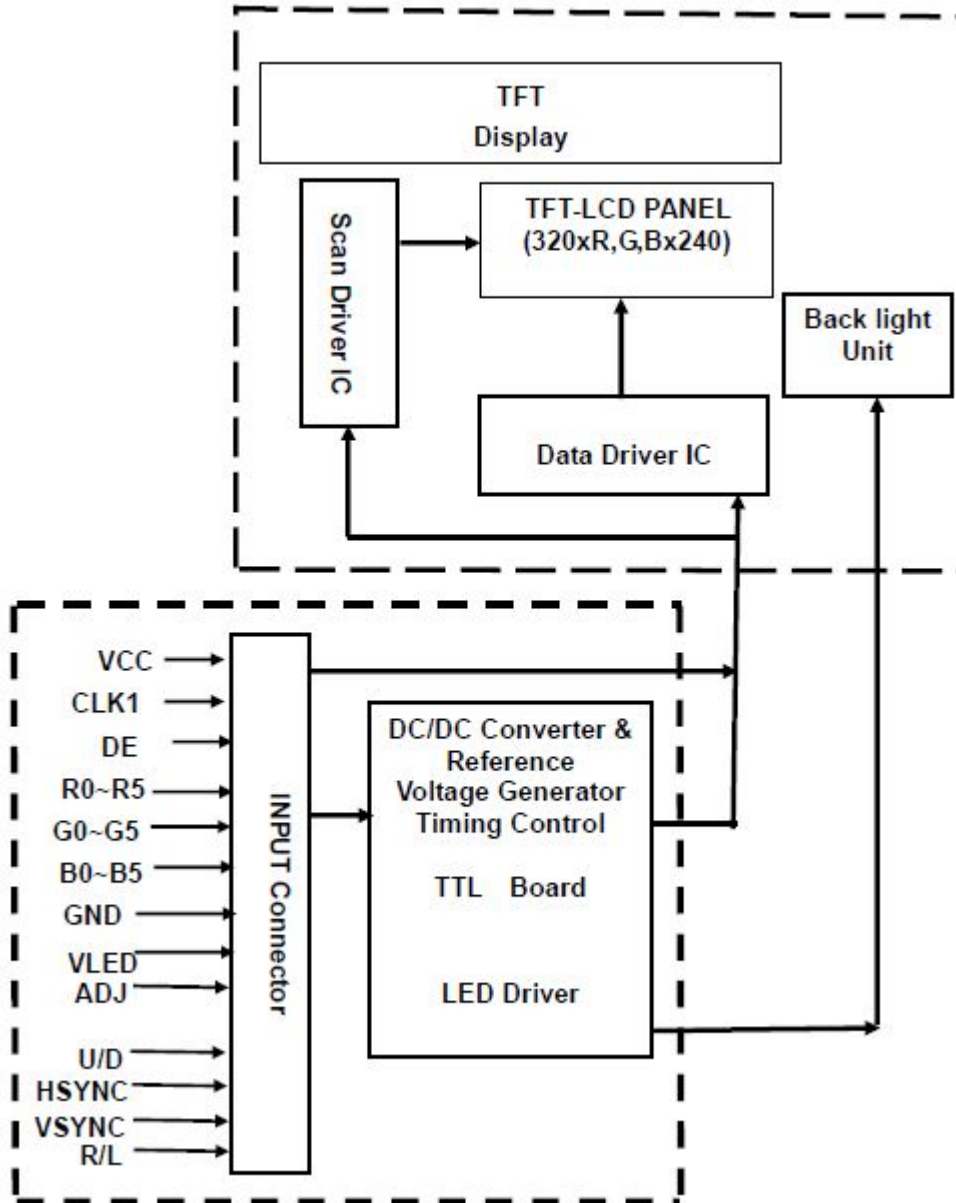 TFT
Display
Scan Driver IC
TFT-LCD PANEL
(320xR,G,Bx240)
Back light
Unit
Data Driver IC
VCC
CLK1
DE
R0~R5
G0~G5
B0~B5
GND
VLED
ADJ
U/D
HSYNC
VSYNC
R/L
INPUT Connector
DC/DC Converter &
Reference
Voltage Generator
Timing Control
TTL Board
LED Driver